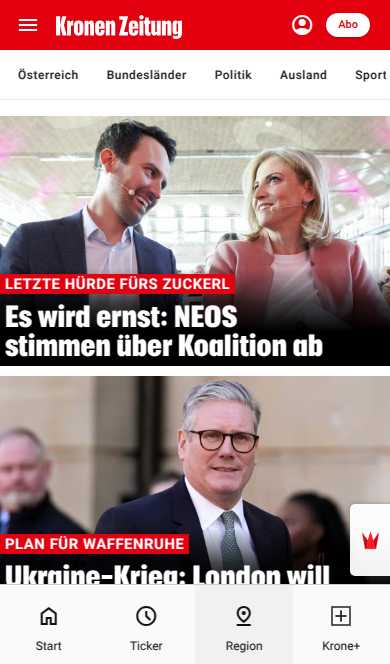 Kronen Zeitung
Abo
Österreich Bundesländer Politik Ausland Sport
LETZTE HÜRDE FÜRS ZUCKERL
Es wird ernst: NEOS
stimmen über Koalition ab
PLAN FÜR WAFFENRUHE
Ukraine-Krieg: London will
Start Ticker Region Krone+